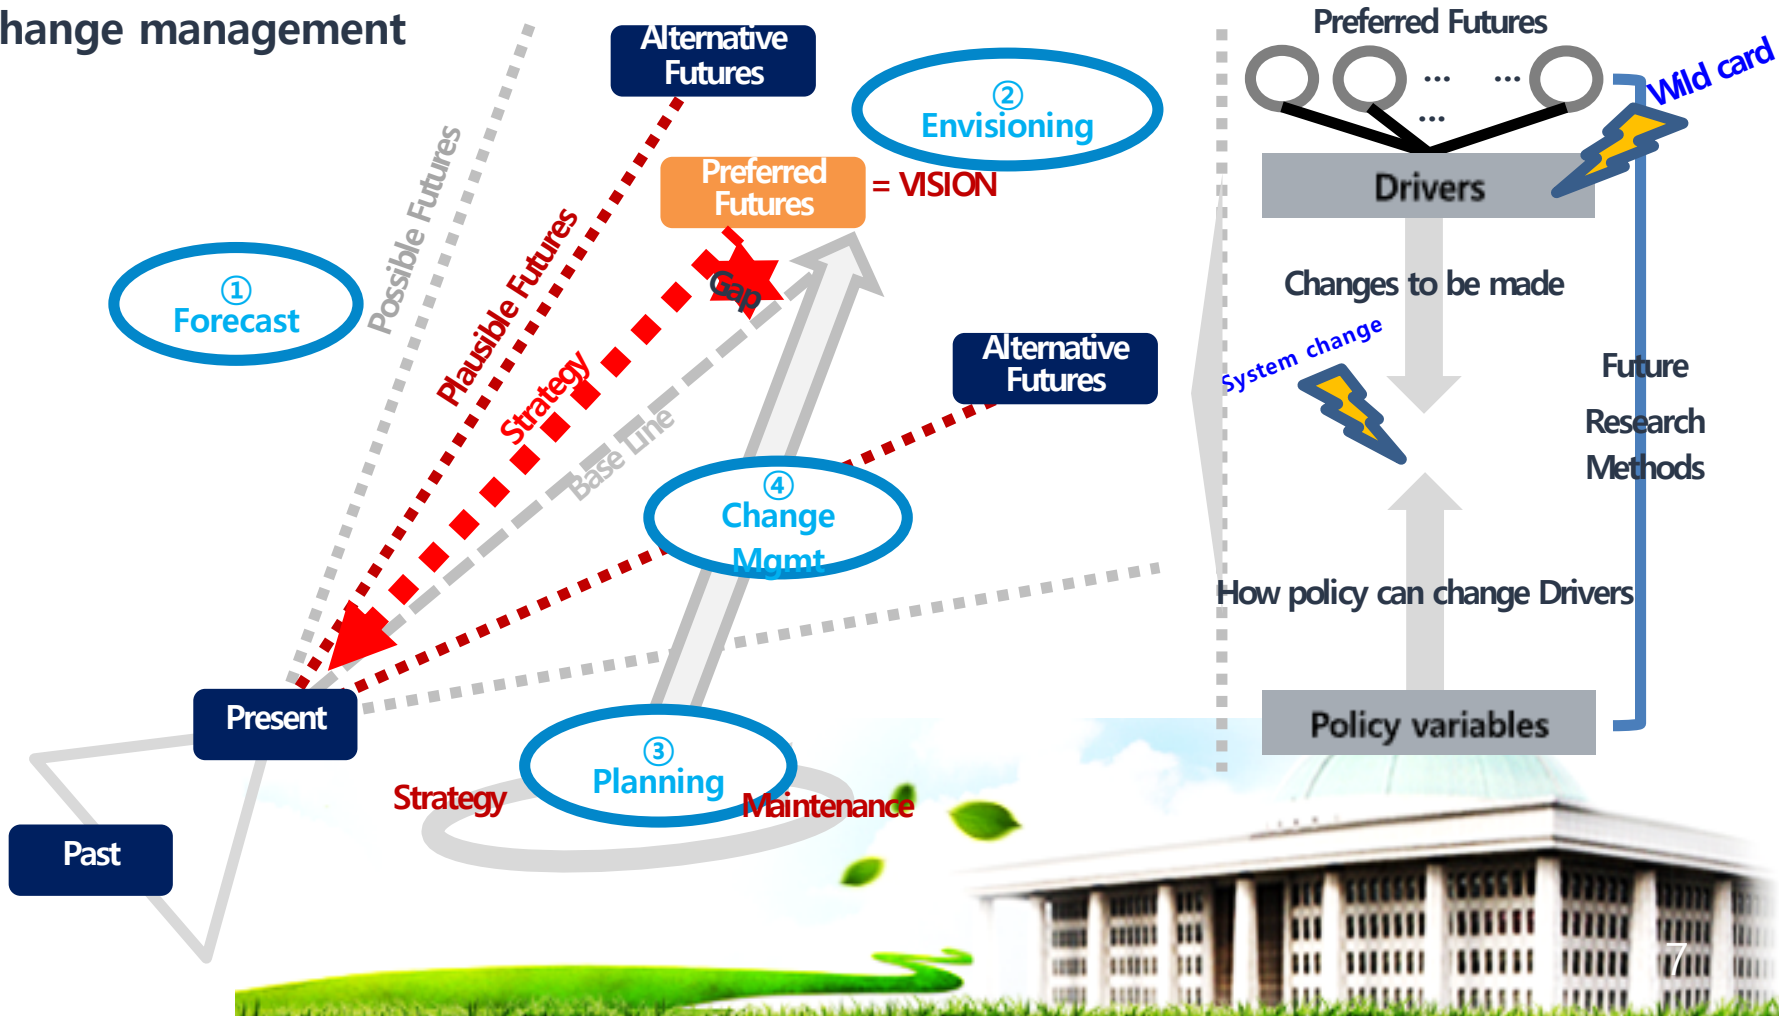 hange management
Alternative
Futures
②
Envisioning
Preferred
Futures
= VISION
Possible Futures
Plausible Futures
①
Forecast
Gap
Strategy
Base Line
Alternative
Futures
④
Change
Mgmt
Present
③
Planning
Strategy
Maintenance
Past
Preferred Futures
... ...
...
Wild card
Drivers
Changes to be made
System change
Future
Research
Methods
How policy can change Drivers
Policy variables
7